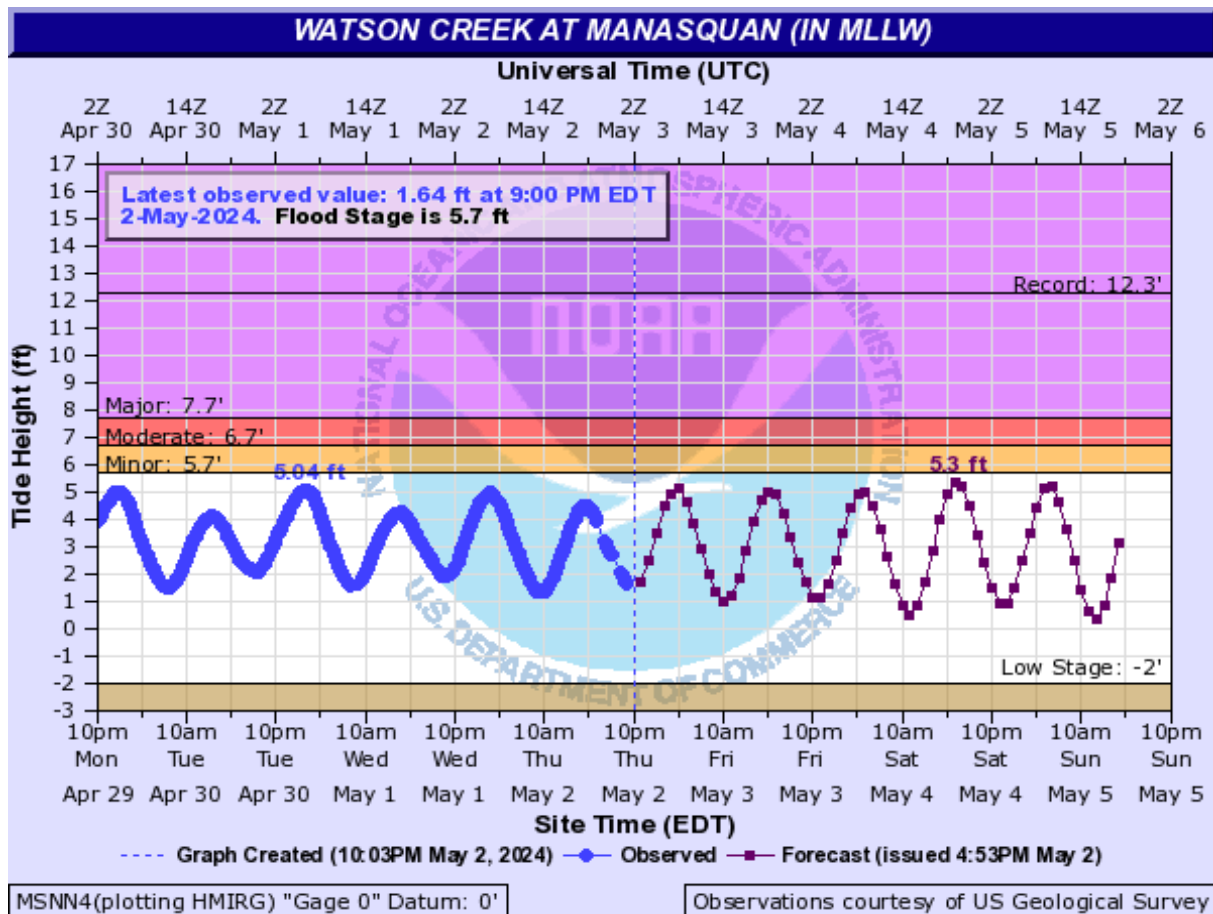 WATSON CREEK AT MANASQUAN (IN MLLW)
Universal Time (UTC)
2Z 14Z 2Z 14Z 2Z 14Z 2Z 14Z 2Z 14Z 2Z 14Z 2Z
Apr 30 Apr 30 May 1 May 1 May 2 May 2 May 3 May 3 May 4 May 4 May 5 May 5 May 6
Latest observed value: 1.64 ft at 9:00 PM EDT
2-May-2024. Flood Stage is 5.7 ft
Tide Height (ft)
17
16
15
14
13
12
11
10
9
8
7
6
5
4
3
2
1
0
-1
-2
-3
Record: 12.3'
Major: 7.7'
Moderate: 6.7'
Minor: 5.7'
5.04 ft
5.3 ft
Low Stage: -2'
NATIONAL OCEANIC AND ATMOSPHERIC ADMINISTRATION
NOAA
U.S. DEPARTMENT OF COMMERCE
10pm 10am 10pm 10am 10pm 10am 10pm 10am 10pm 10am 10pm 10am 10pm
Mon Tue Tue Wed Wed Thu Thu Fri Fri Sat Sat Sun Sun
Apr 29 Apr 30 Apr 30 May 1 May 1 May 2 May 2 May 3 May 3 May 4 May 4 May 5 May 5
Site Time (EDT)
Graph Created (10:03PM May 2, 2024) Observed Forecast (issued 4:53PM May 2)
MSNN4(plotting HMIRG) "Gage 0" Datum: 0'
Observations courtesy of US Geological Survey